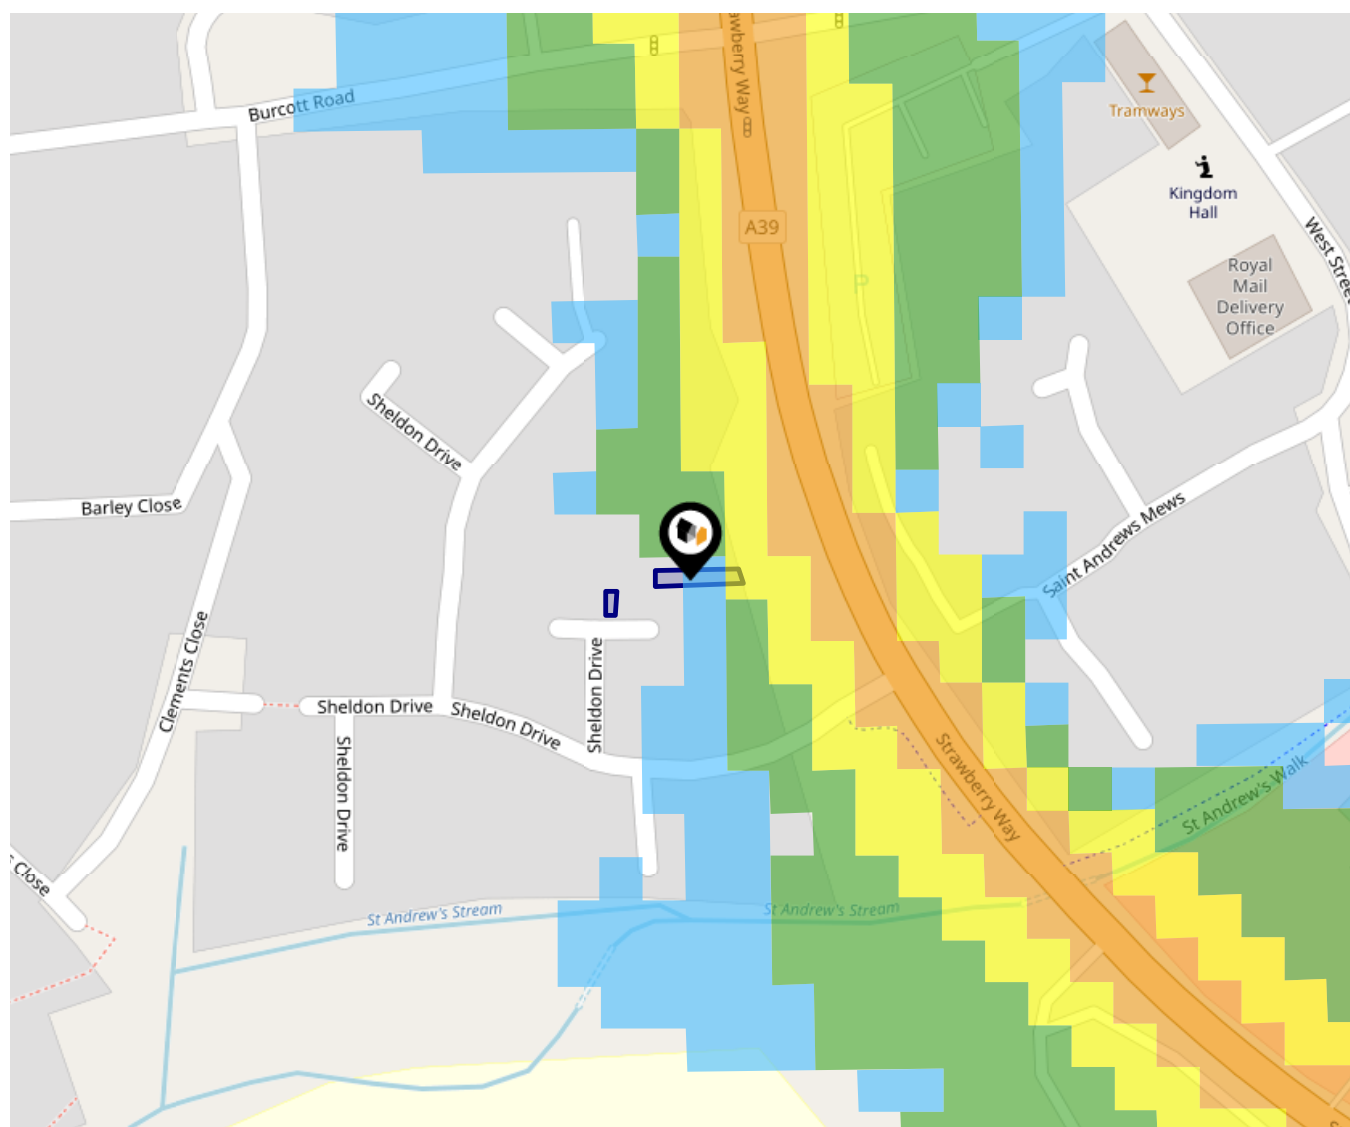 Strawberry Way
Burcott Road
Tramways
Kingdom
Hall
A39
West Street
Royal
Mail
Delivery
Office
P
Sheldon Drive
Barley Close
Saint Andrews Mews
Clements Close
Sheldon Drive
Sheldon Drive
Sheldon Drive
Sheldon Drive
Strawberry Way
St Andrew's Walk
Close
St Andrew's Stream
St Andrew's Stream